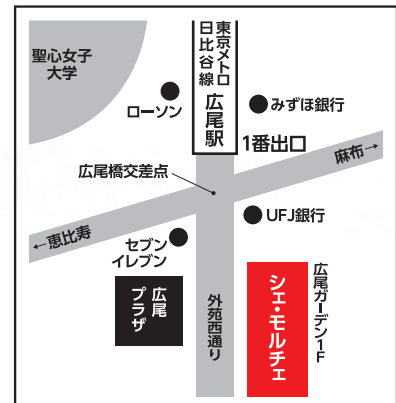 東京メトロ
日比谷線
広尾駅
聖心女子
大学
ローソン
みずほ銀行
1番出口
麻布→
広尾橋交差点
←恵比寿
UFJ銀行
セブン
イレブン
広尾
プラザ
外苑西通り
シェ・モルチェ
広尾ガーデン1F